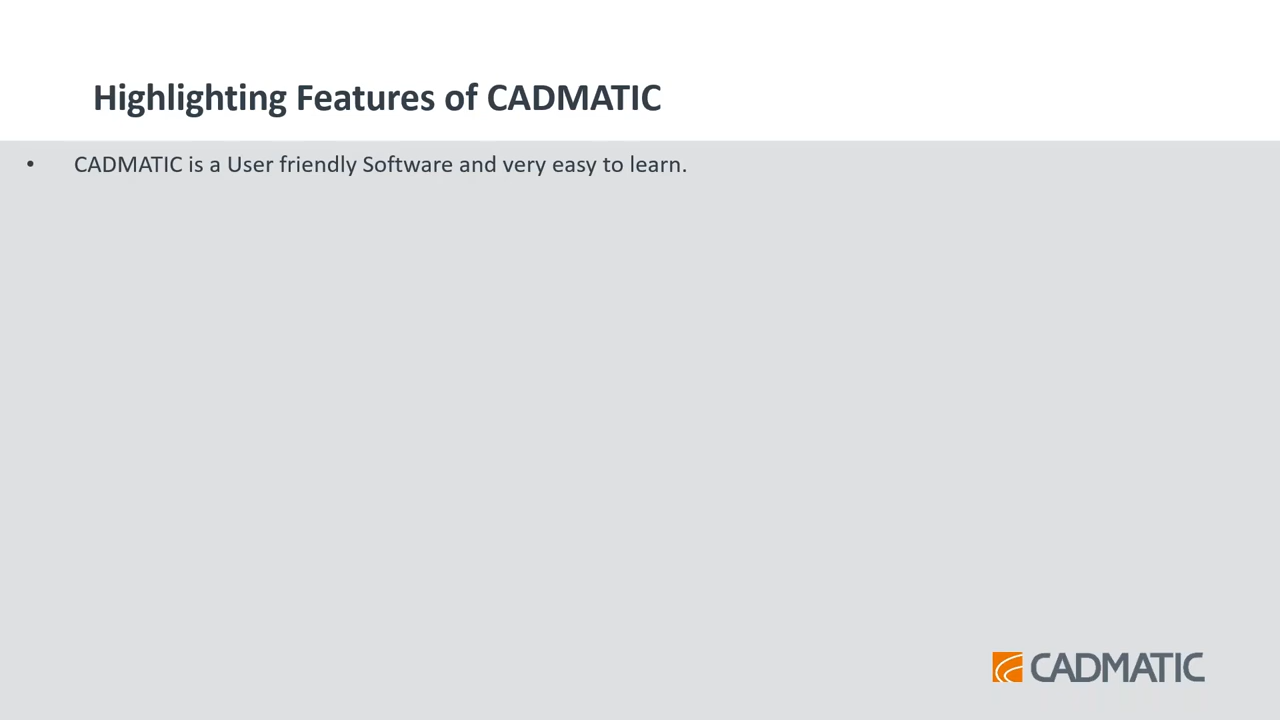 Highlighting Features of CADMATIC
• CADMATIC is a User friendly Software and very easy to learn.
CADMATIC